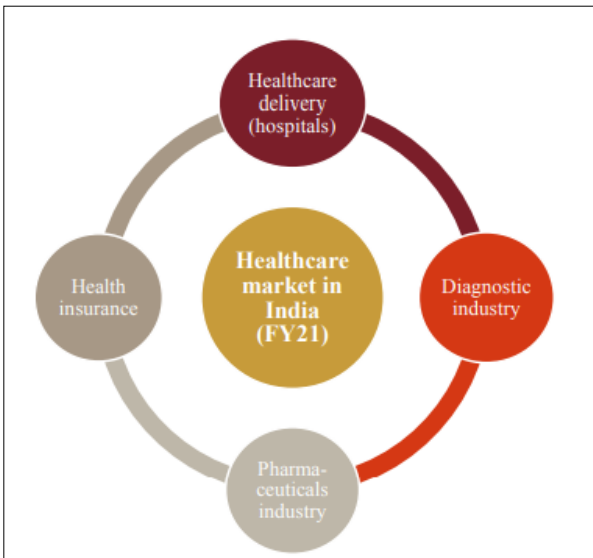 Healthcare
delivery
(hospitals)
Health
insurance
Healthcare
market in
India
(FY21)
Diagnostic
industry
Pharma-
ceuticals
industry